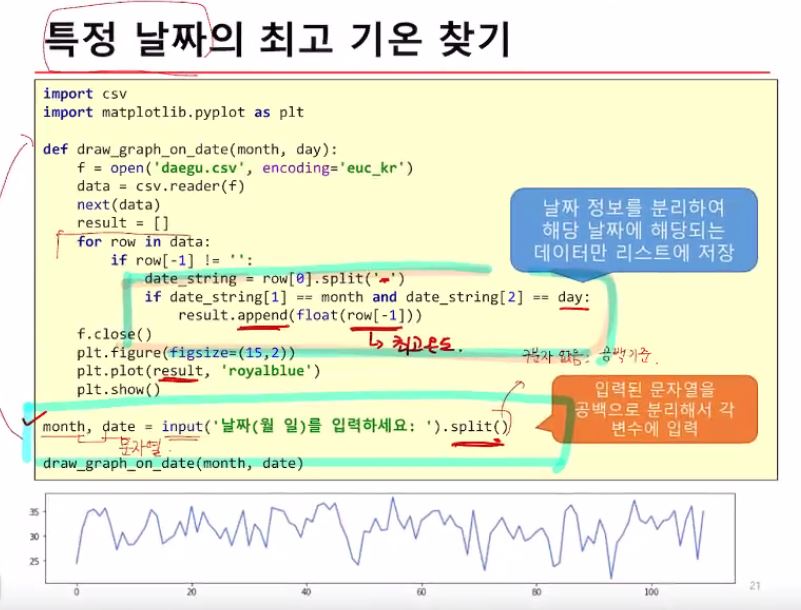 특정 날짜의 최고 기온 찾기
import csv
import matplotlib.pyplot as plt
def draw_graph_on_date(month, day):
    f = open('daegu.csv', encoding='euc_kr')
    data = csv.reader(f)
    next(data)
    result = []
    for row in data:
        if row[-1] != '':
            date_string = row[0].split('-')
            if date_string[1] == month and date_string[2] == day:
                result.append(float(row[-1]))
    f.close()
    plt.figure(figsize=(15,2))
    plt.plot(result, 'royalblue')
    plt.show()
month, date = input('날짜(월 일)를 입력하세요: ').split()
draw_graph_on_date(month, date)
날짜 정보를 분리하여
해당 날짜에 해당되는
데이터만 리스트에 저장
최고온도.
구분자 없음: 공백기준.
입력된 문자열을
공백으로 분리해서 각
변수에 입력
문자열.
35
30
25
0 20 40 60 80 100
21